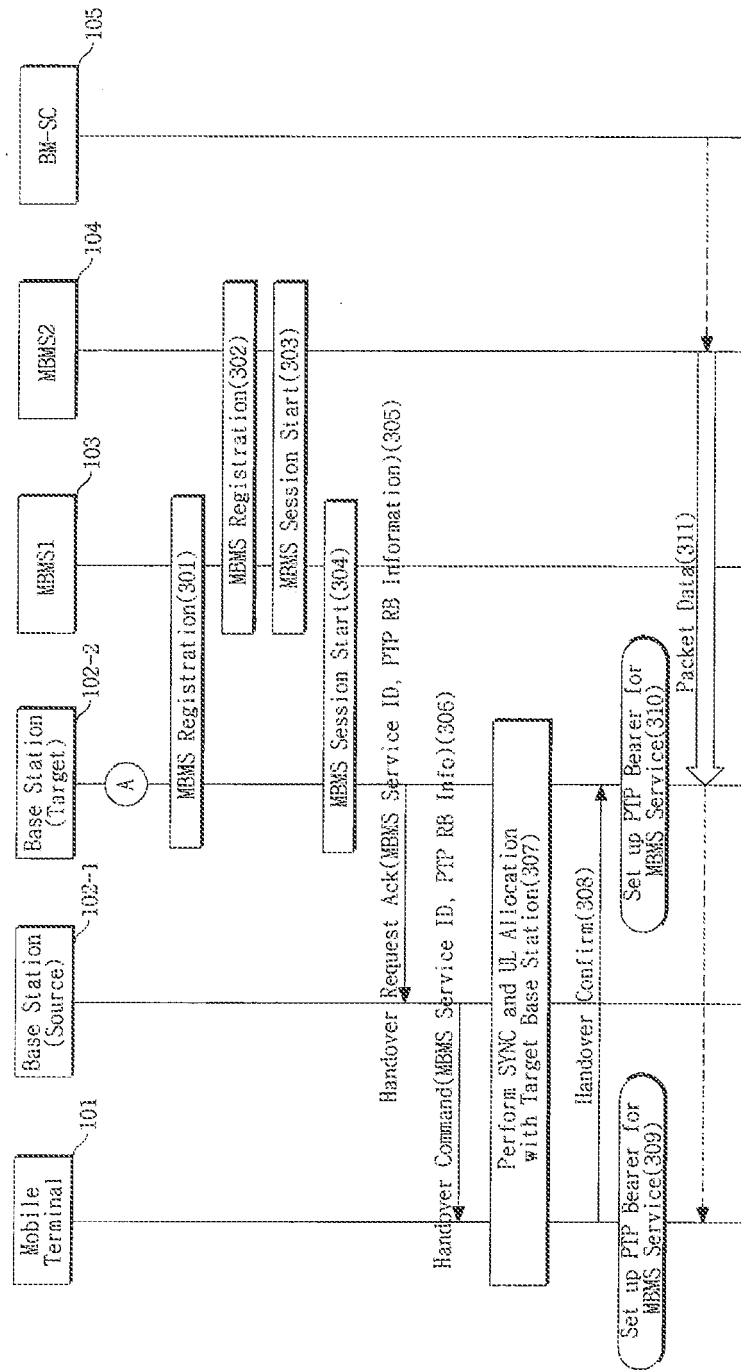 Mobile
Terminal
101
Base Station
(Source)
102-1
Base Station
(Target)
102-2
MBMS1
103
MBMS2
104
BM-SC
105
A
MBMS Registration(301)
MBMS Registration(302)
MBMS Session Start(303)
MBMS Session Start(304)
Handover Request Ack(MBMS Service ID, PTP RB Information)(305)
Handover Command(MBMS Service ID, PTP RB Info)(306)
Perform SYNC and UL Allocation
with Target Base Station(307)
Handover Confirm(308)
Set up PTP Bearer for
MBMS Service(309)
Set up PTP Bearer for
MBMS Service(310)
Packet Data(311)